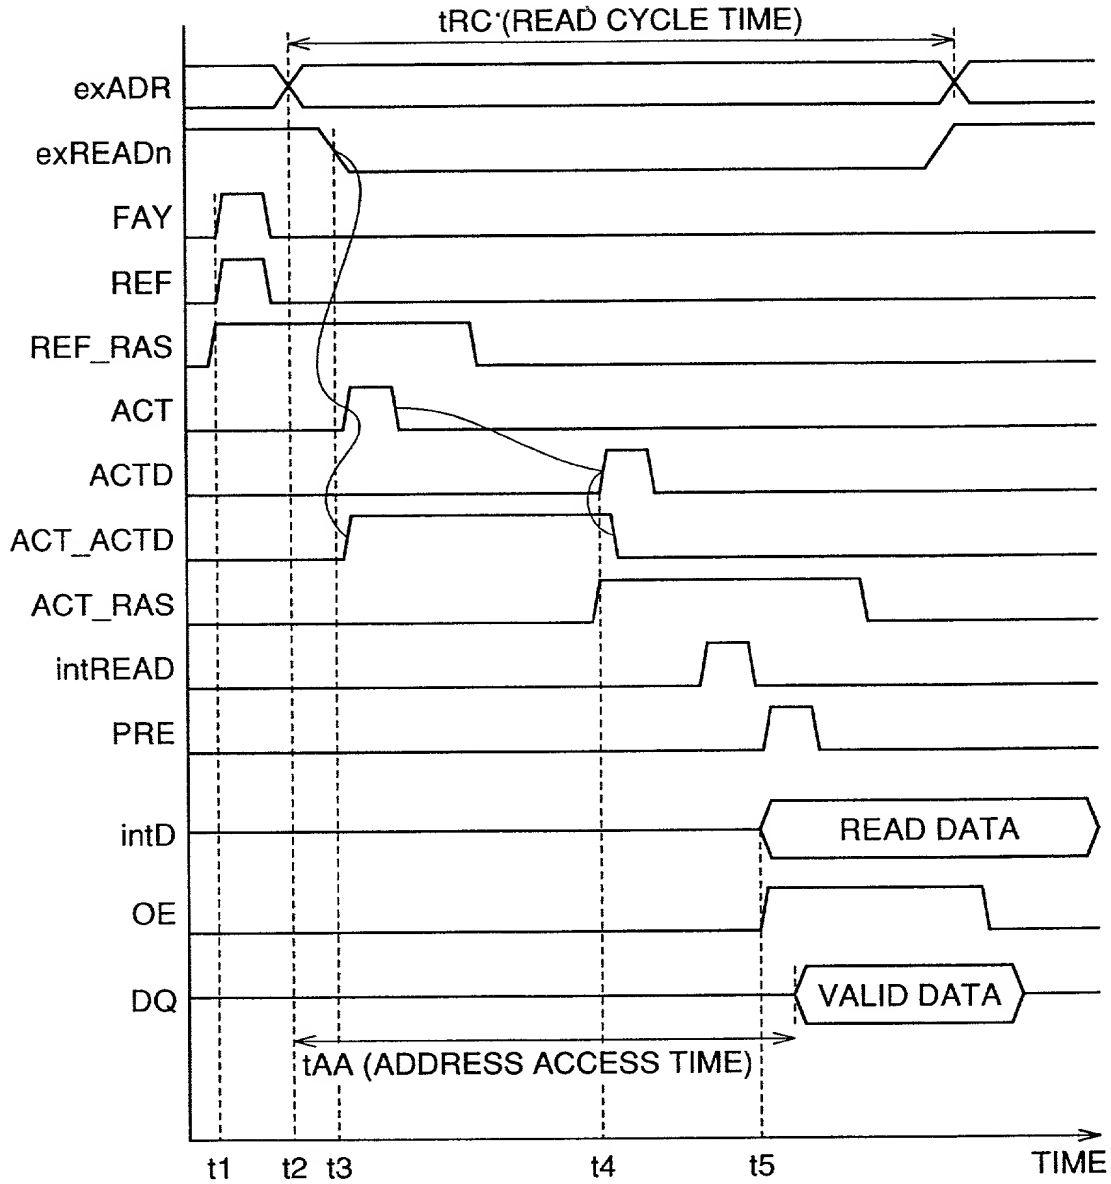 tRC (READ CYCLE TIME)
exADR
exREADn
FAY
REF
REF_RAS
ACT
ACTD
ACT_ACTD
ACT_RAS
intREAD
PRE
intD READ DATA
OE
DQ VALID DATA
tAA (ADDRESS ACCESS TIME)
t1 t2 t3 t4 t5 TIME